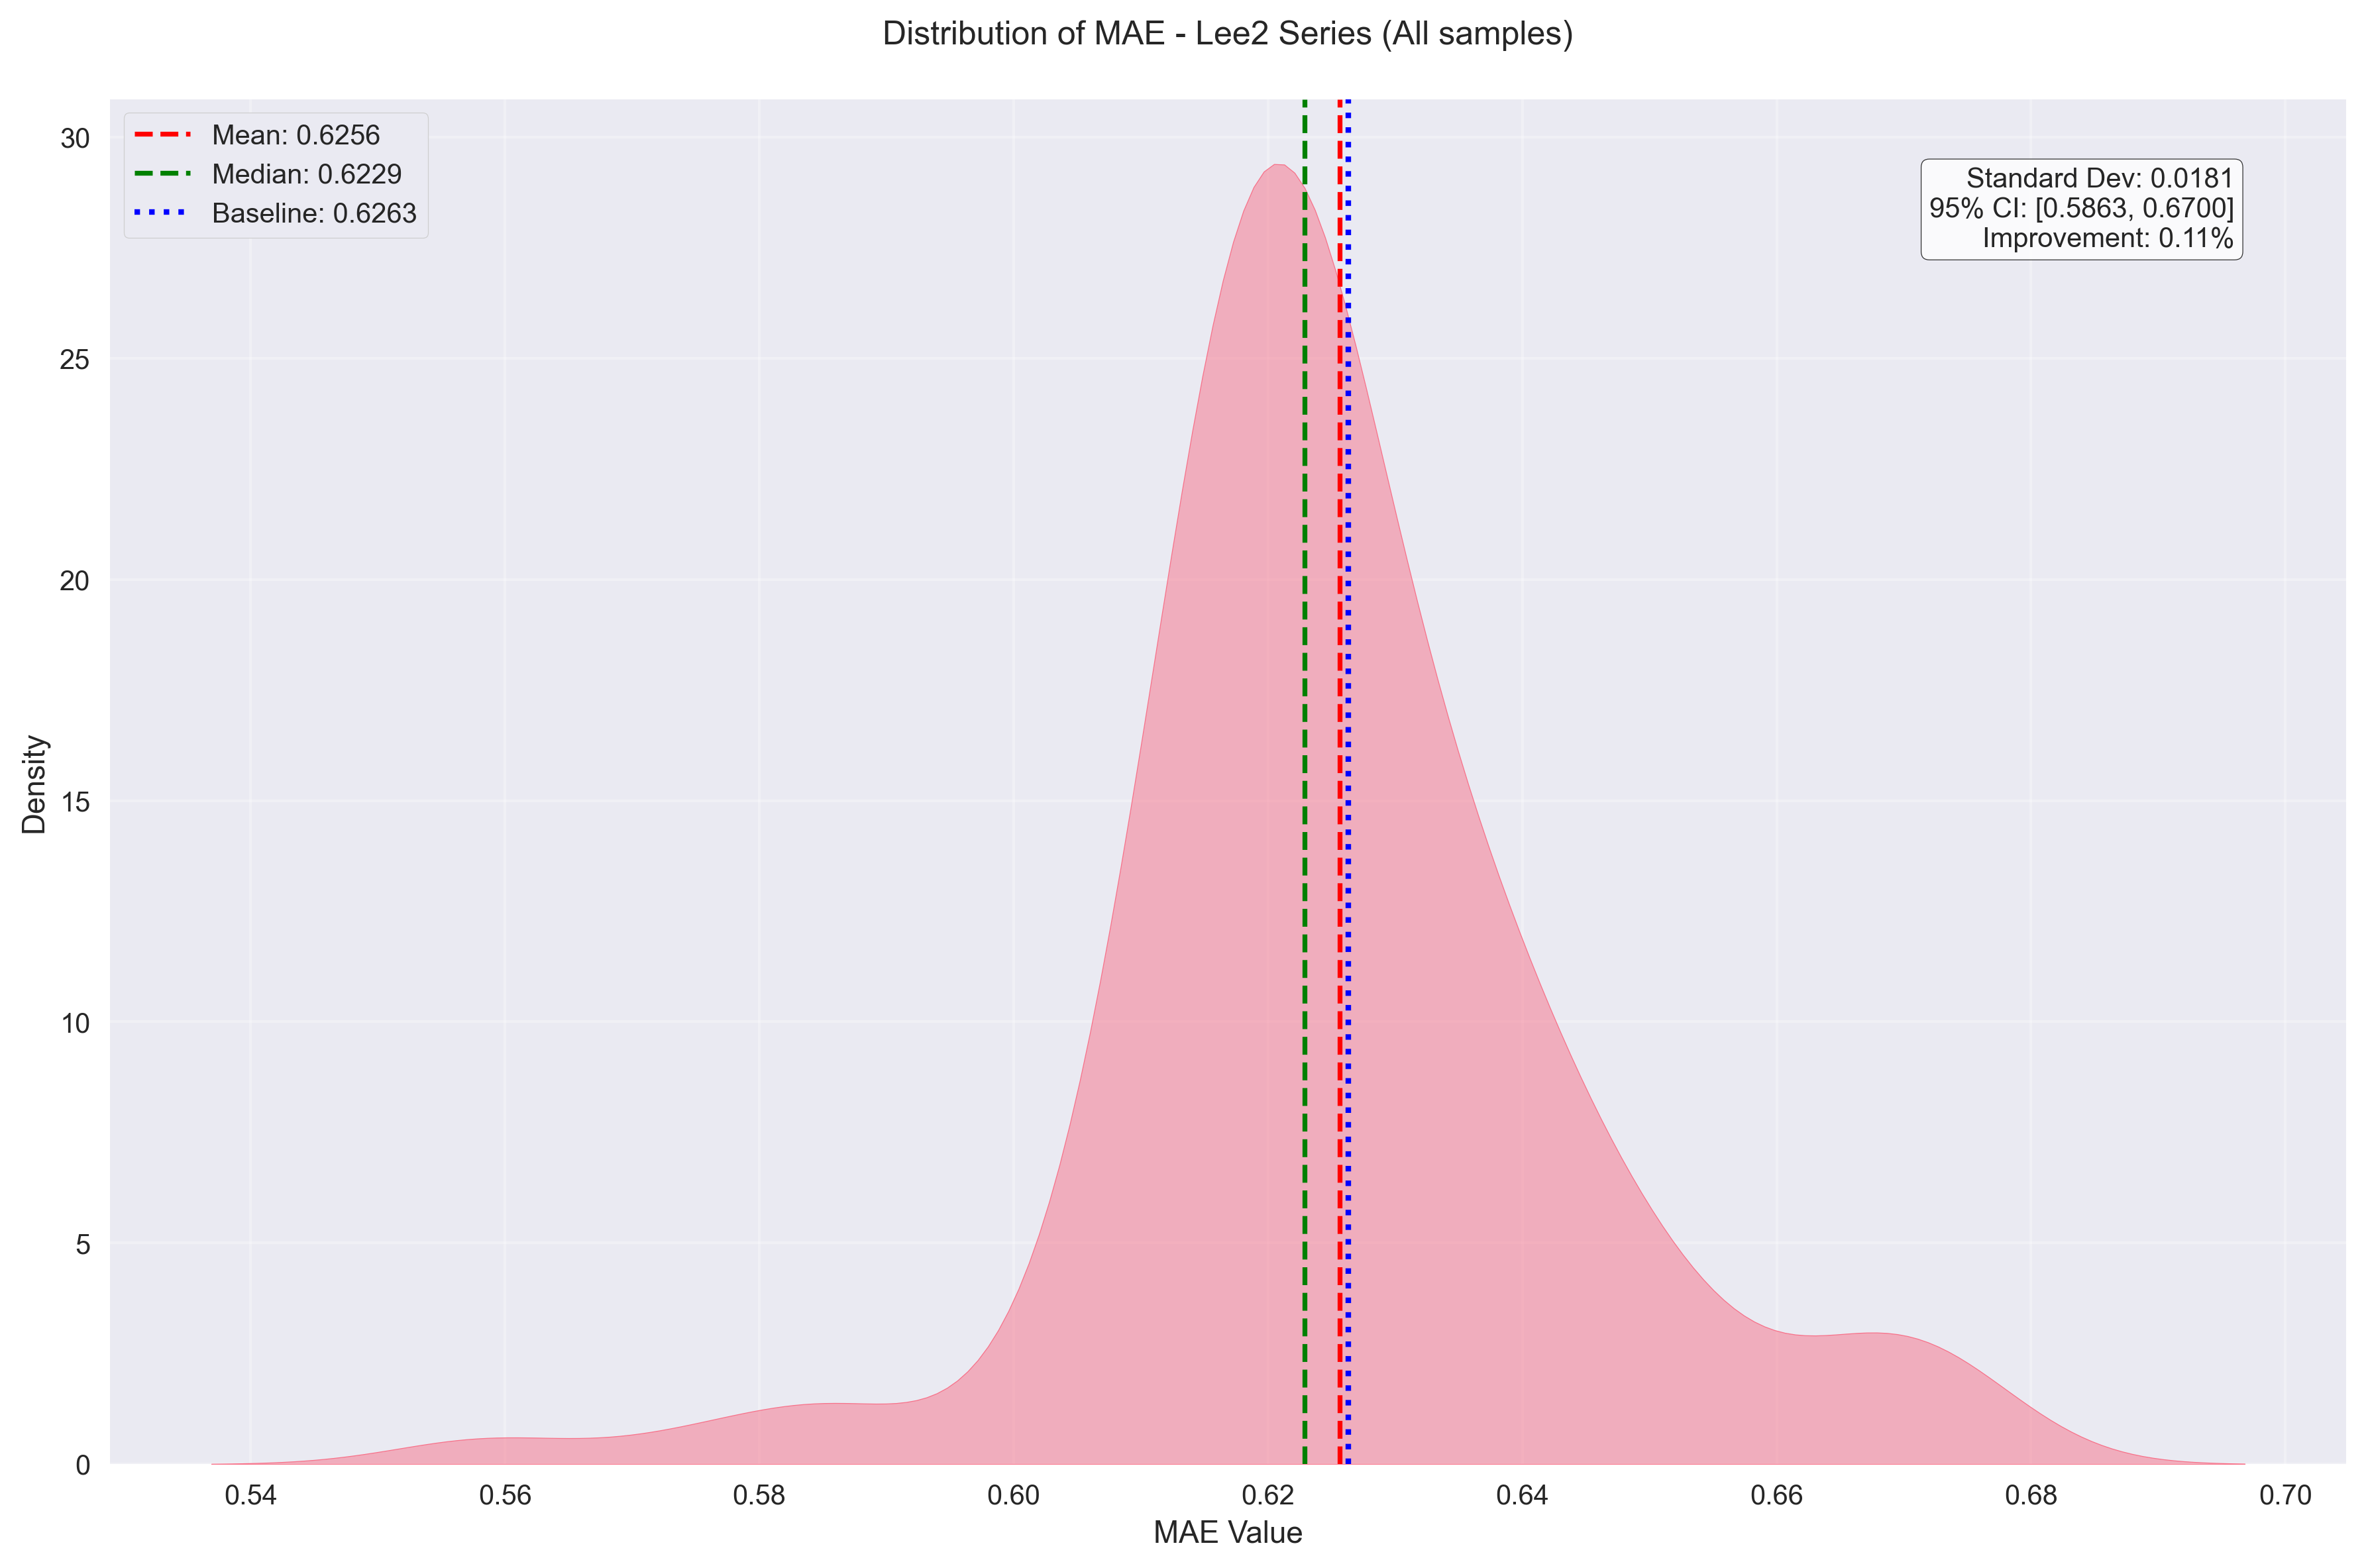 Distribution of MAE - Lee2 Series (All samples)
Mean: 0.6256
Median: 0.6229
Baseline: 0.6263
Standard Dev: 0.0181
95% CI: [0.5863, 0.6700]
Improvement: 0.11%
Density
30
25
20
15
10
5
0
0.54 0.56 0.58 0.60 0.62 0.64 0.66 0.68 0.70
MAE Value